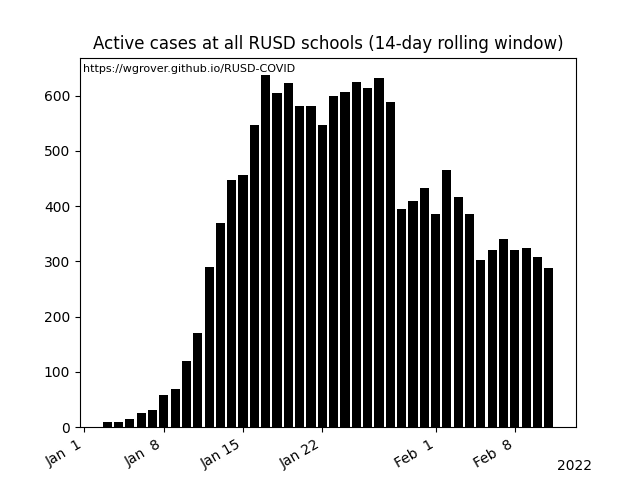 Active cases at all RUSD schools (14-day rolling window)
https://wgrover.github.io/RUSD-COVID
600
500
400
300
200
100
0
Jan 1
Jan 8
Jan 15
Jan 22
Feb 1
Feb 8
2022